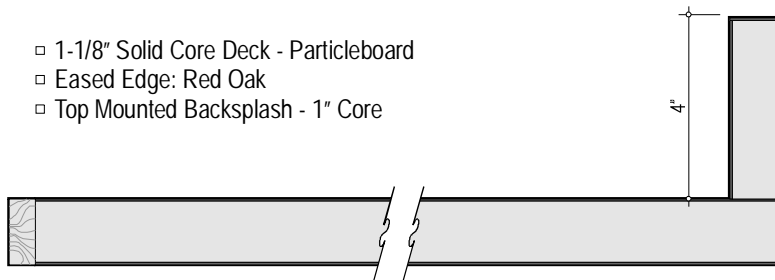 □ 1-1/8" Solid Core Deck - Particleboard
□ Eased Edge: Red Oak
□ Top Mounted Backsplash - 1" Core
4"